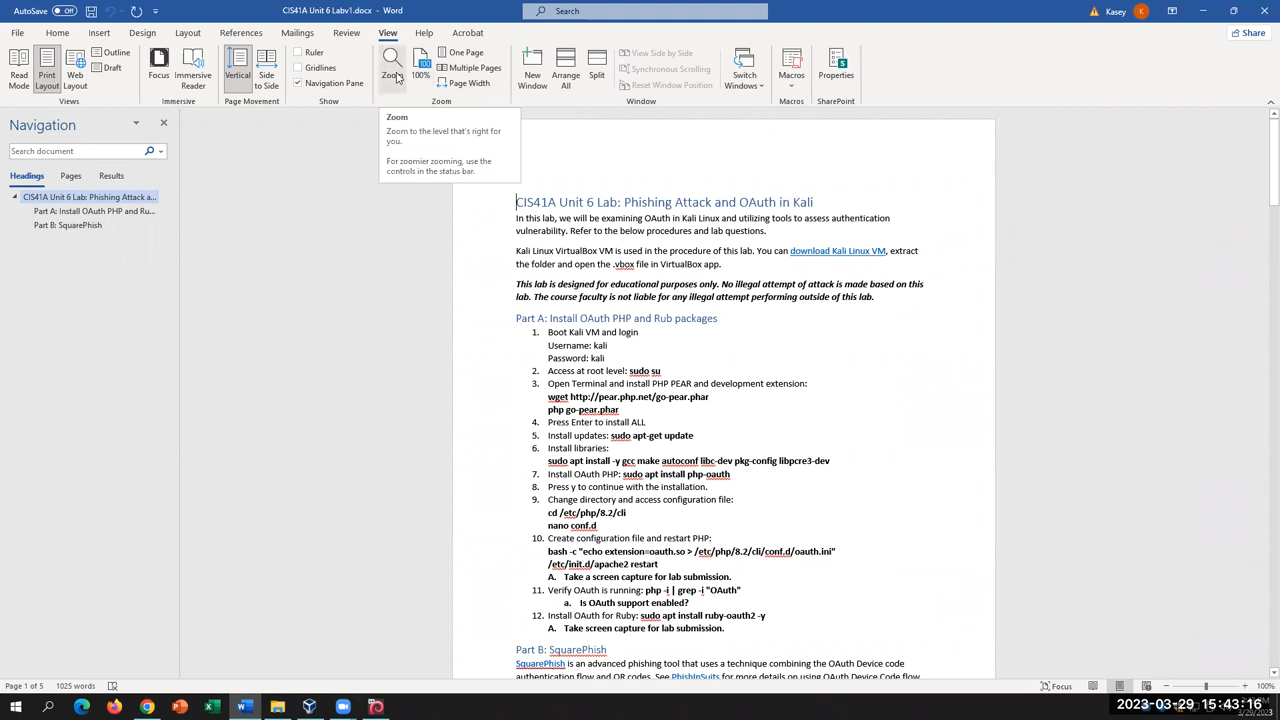 AutoSave Off
CIS41A Unit 6 Labv1.docx
Search
L, Kasey
File Home Insert Design Layout References Mailings Review View Help Acrobat
Share
Read Mode
Print Layout
Web Layout
Outline
Draft
Views
Focus
Immersive Reader
Immersive
Vertical
Side to Side
Page Movement
Ruler
Gridlines
Navigation Pane
Show
Zoom
100
100%
One Page
Multiple Pages
Page Width
Zoom
New Window
Arrange All
Split
View Side by Side
Synchronous Scrolling
Reset Window Position
Window
Switch Windows
Macros
Macros
Properties
SharePoint
Zoom
Zoom to the level that's right for
you.
For zoomier zooming, use the
controls in the status bar.
Navigation
Search document
Headings Pages Results
CIS41A Unit 6 Lab: Phishing Attack a...
Part A: Install OAuth PHP and Ru...
Part B: SquarePhish
CIS41A Unit 6 Lab: Phishing Attack and OAuth in Kali
In this lab, we will be examining OAuth in Kali Linux and utilizing tools to assess authentication
vulnerability. Refer to the below procedures and lab questions.
Kali Linux VirtualBox VM is used in the procedure of this lab. You can download Kali Linux VM, extract
the folder and open the .vbox file in VirtualBox app.
This lab is designed for educational purposes only. No illegal attempt of attack is made based on this
lab. The course faculty is not liable for any illegal attempt performing outside of this lab.
Part A: Install OAuth PHP and Rub packages
1. Boot Kali VM and login
Username: kali
Password: kali
2. Access at root level: sudo su
3. Open Terminal and install PHP PEAR and development extension:
wget http://pear.php.net/go-pear.phar
php go-pear.phar
4. Press Enter to install ALL
5. Install updates: sudo apt-get update
6. Install libraries:
sudo apt install -y gcc make autoconf libc-dev pkg-config libpcre3-dev
7. Install OAuth PHP: sudo apt install php-oauth
8. Press y to continue with the installation.
9. Change directory and access configuration file:
cd /etc/php/8.2/cli
nano conf.d
10. Create configuration file and restart PHP:
bash -c "echo extension=oauth.so > /etc/php/8.2/cli/conf.d/oauth.ini"
/etc/init.d/apache2 restart
A. Take a screen capture for lab submission.
11. Verify OAuth is running: php -i | grep -i "OAuth"
a. Is OAuth support enabled?
12. Install OAuth for Ruby: sudo apt install ruby-oauth2 -y
A. Take screen capture for lab submission.
Part B: SquarePhish
SquarePhish is an advanced phishing tool that uses a technique combining the OAuth Device code
authentication flow and QR codes. See PhishInSuits for more details on using OAuth Device Code flow
Page 1 of 5 1025 words
Focus
100%
2023-03-29 15:43:16